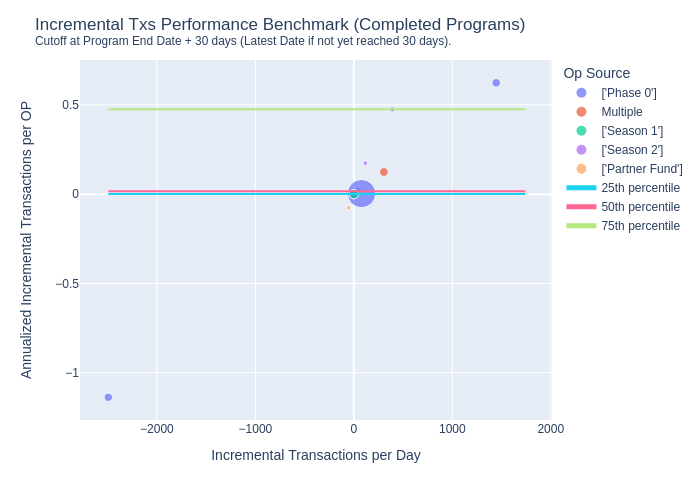 Incremental Txs Performance Benchmark (Completed Programs)
Cutoff at Program End Date + 30 days (Latest Date if not yet reached 30 days).
Annualized Incremental Transactions per OP
0.5
0
−0.5
−1
−2000
−1000
0
1000
2000
Incremental Transactions per Day
Op Source
['Phase 0']
Multiple
['Season 1']
['Season 2']
['Partner Fund']
25th percentile
50th percentile
75th percentile